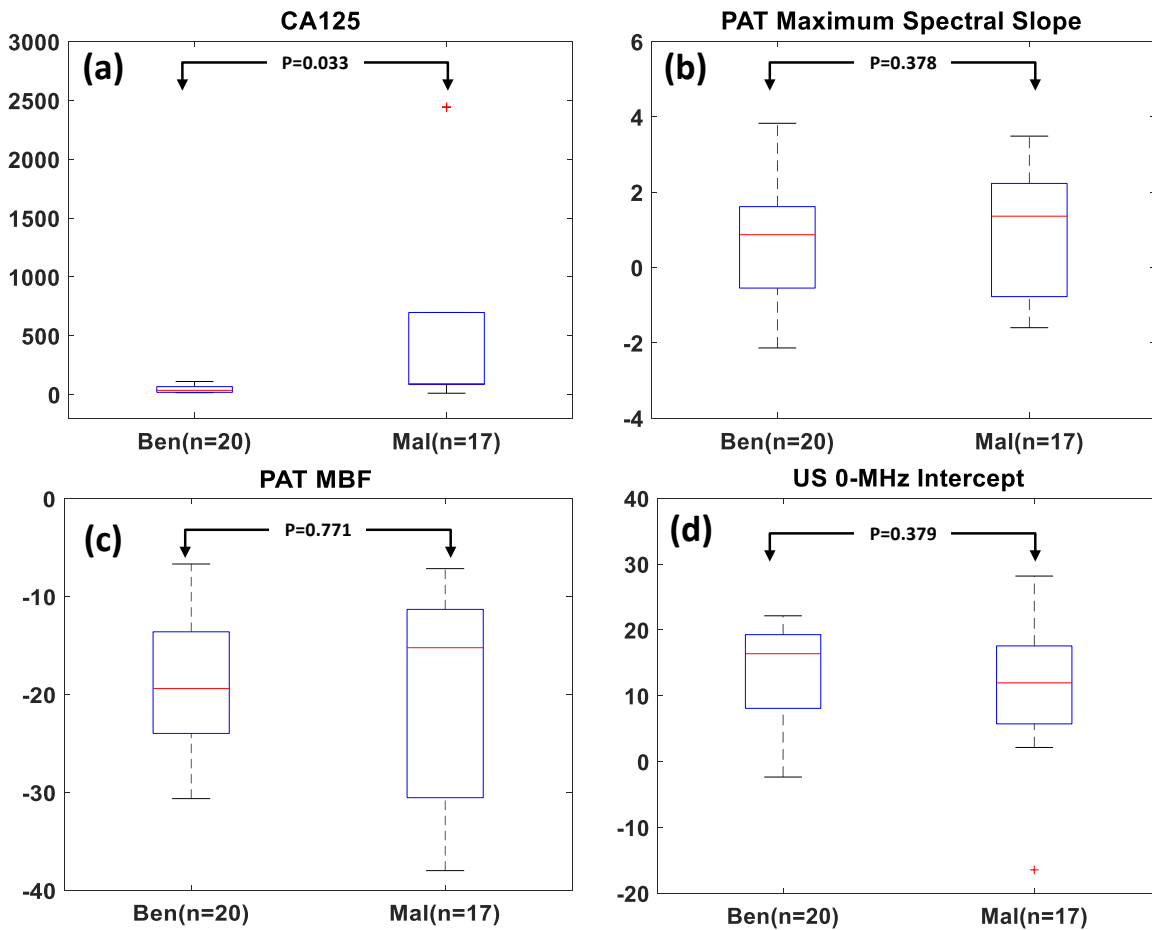 CA125
(a)
P=0.033
3000
2500
2000
1500
1000
500
0
Ben(n=20)
Mal(n=17)
PAT Maximum Spectral Slope
(b)
P=0.378
6
4
2
0
-2
-4
Ben(n=20)
Mal(n=17)
PAT MBF
(c)
P=0.771
0
-10
-20
-30
-40
Ben(n=20)
Mal(n=17)
US 0-MHz Intercept
(d)
P=0.379
40
30
20
10
0
-10
-20
Ben(n=20)
Mal(n=17)